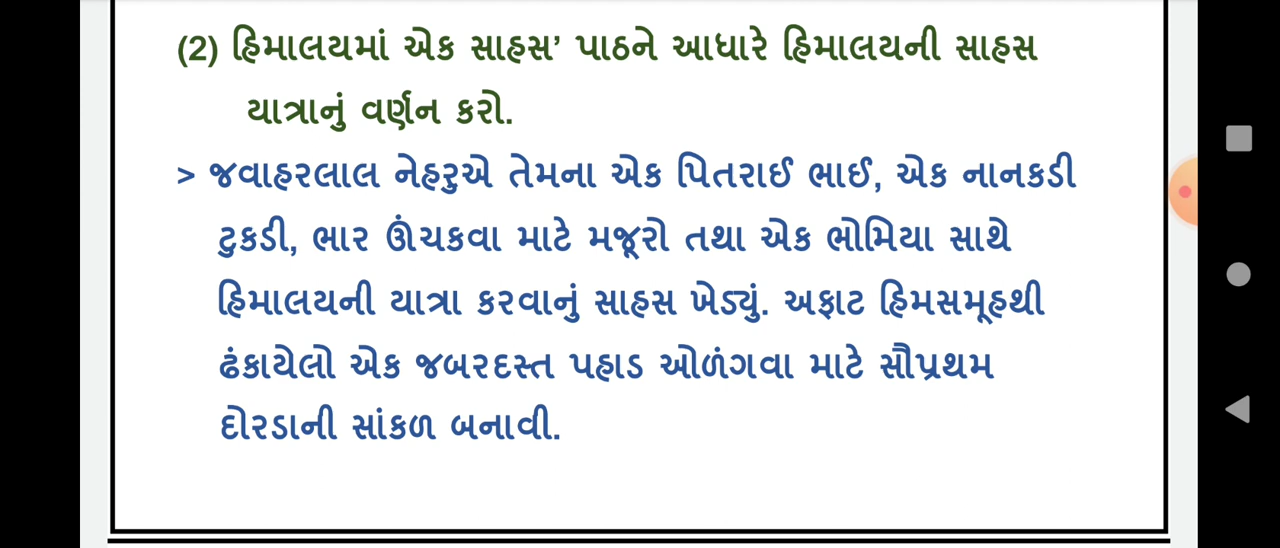 (2) હિમાલયમાં એક સાહસ’ પાઠને આધારે હિમાલયની સાહસ
યાત્રાનું વર્ણન કરો.
> જવાહરલાલ નેહરુએ તેમના એક પિતરાઈ ભાઈ, એક નાનકડી
ટુકડી, ભાર ઊંચકવા માટે મજૂરો તથા એક ભોમિયા સાથે
હિમાલયની યાત્રા કરવાનું સાહસ ખેડ્યું. અફાટ હિમસમૂહથી
ઢંકાયેલો એક જબરદસ્ત પહાડ ઓળંગવા માટે સૌપ્રથમ
દોરડાની સાંકળ બનાવી.